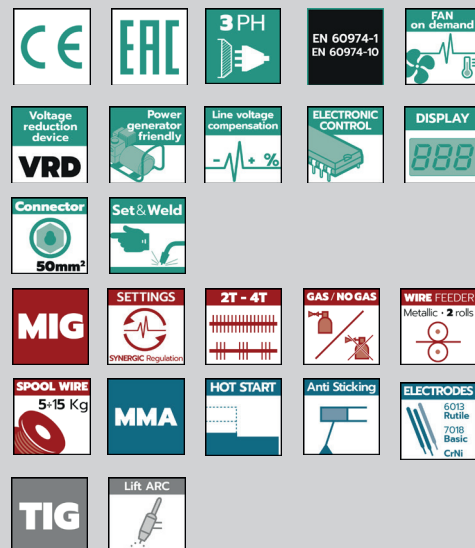 CE
EAC
3 PH
EN 60974-1
EN 60974-10
FAN
on demand
Voltage
reduction
device
VRD
Power
generator
friendly
Line voltage
compensation
- + %
ELECTRONIC
CONTROL
DISPLAY
888
Connector
50mm²
Set&Weld
MIG
SETTINGS
SYNERGIC Regulation
2T - 4T
GAS / NO GAS
WIRE FEEDER
Metallic • 2 rolls
SPOOL WIRE
5÷15 Kg
MMA
HOT START
Anti Sticking
ELECTRODES
6013
Rutile
7018
Basic
CrNi
TIG
Lift ARC